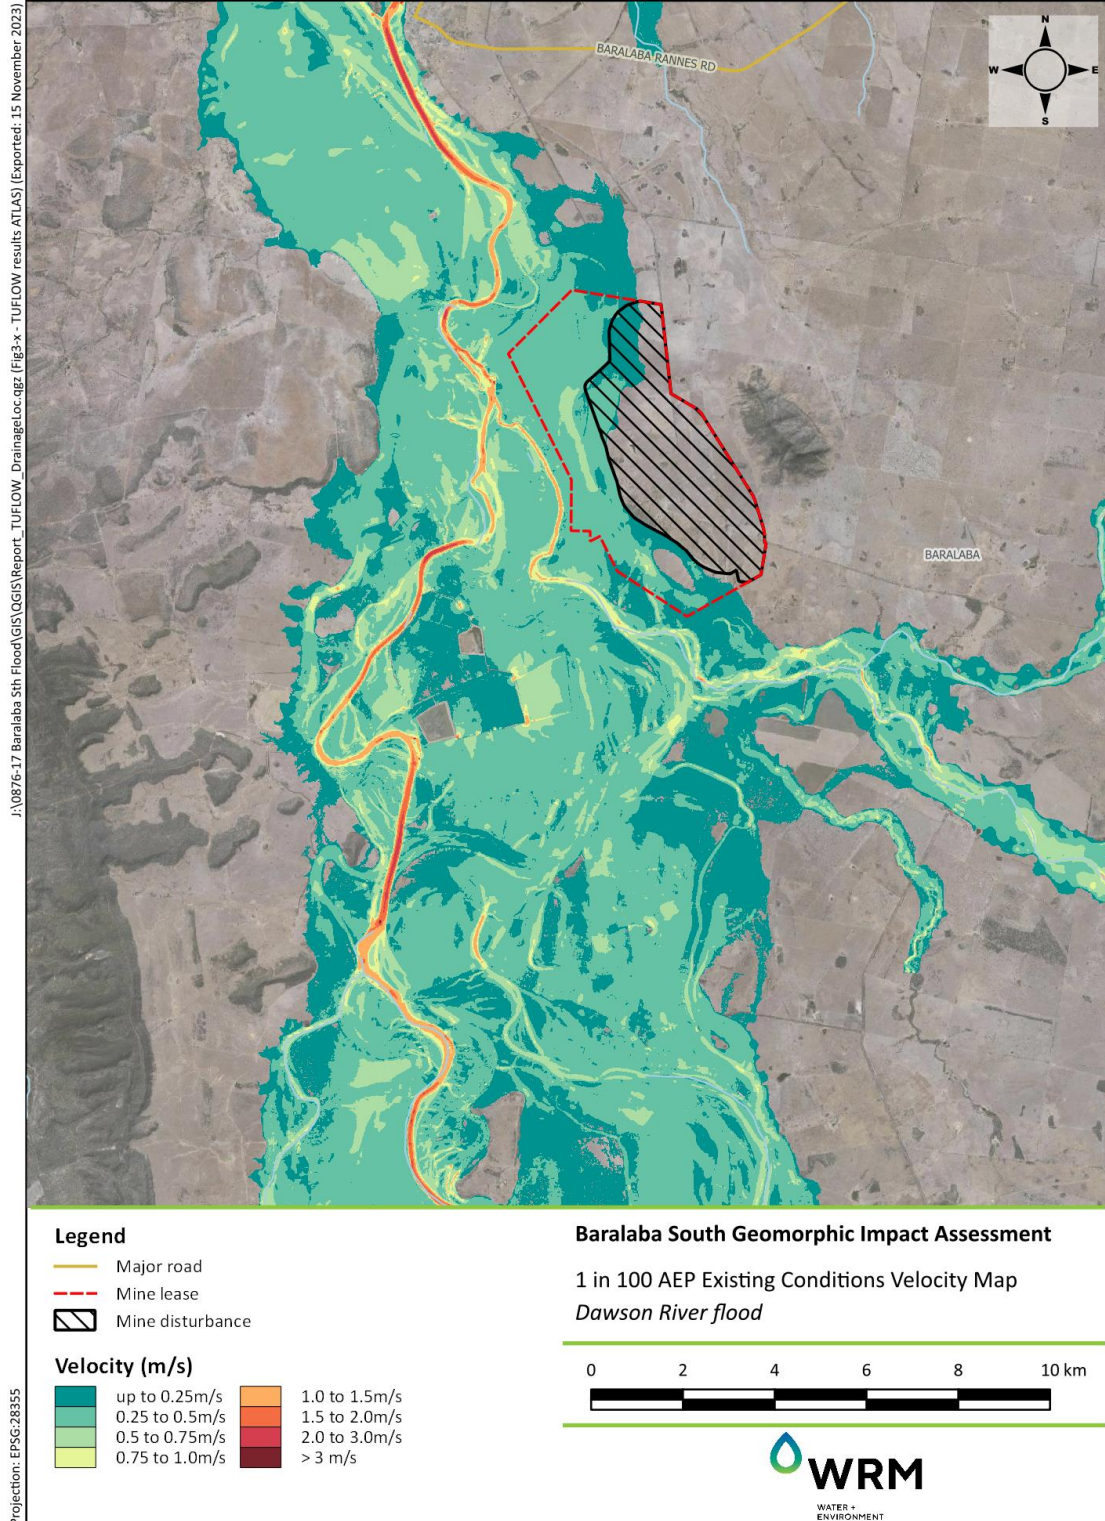 J:\0876-17 Baralaba Sth Flood\GIS\QGIS\Report_TUFLOW_DrainageLoc.qgz (Fig3-x - TUFLOW results ATLAS) (Exported: 15 November 2023)
Projection: EPSG:28355
BARALABA RANNES RD
N
W
E
S
BARALABA
Legend
Major road
Mine lease
Mine disturbance
Velocity (m/s)
up to 0.25m/s
0.25 to 0.5m/s
0.5 to 0.75m/s
0.75 to 1.0m/s
1.0 to 1.5m/s
1.5 to 2.0m/s
2.0 to 3.0m/s
> 3 m/s
Baralaba South Geomorphic Impact Assessment
1 in 100 AEP Existing Conditions Velocity Map
Dawson River flood
0 2 4 6 8 10 km
WRM
WATER +
ENVIRONMENT